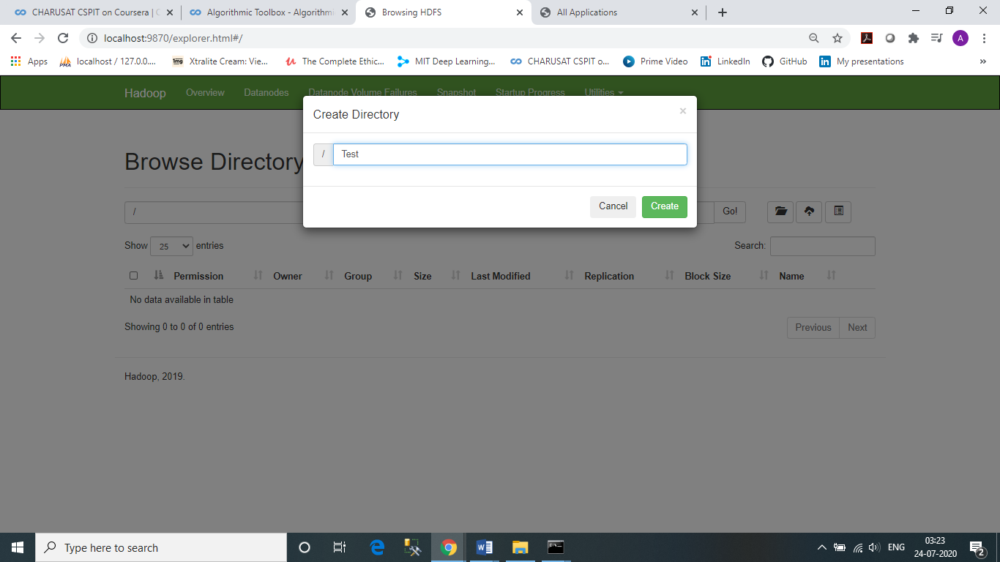 CHARUSAT CSPIT on Coursera | C
Algorithmic Toolbox - Algorithmi
Browsing HDFS
All Applications
localhost:9870/explorer.html#/
A
Apps
localhost / 127.0.0....
Xtralite Cream: Vie...
The Complete Ethic...
MIT Deep Learning...
CHARUSAT CSPIT o...
Prime Video
LinkedIn
GitHub
My presentations
»
Hadoop
Overview
Datanodes
Datanode Volume Failures
Snapshot
Startup Progress
Utilities
Create Directory
×
/
Test
Cancel
Create
Browse Directory
/
Go!
Show 25 entries
Search:
Permission
Owner
Group
Size
Last Modified
Replication
Block Size
Name
No data available in table
Showing 0 to 0 of 0 entries
Previous
Next
Hadoop, 2019.
Type here to search
ENG
03:23
24-07-2020
2